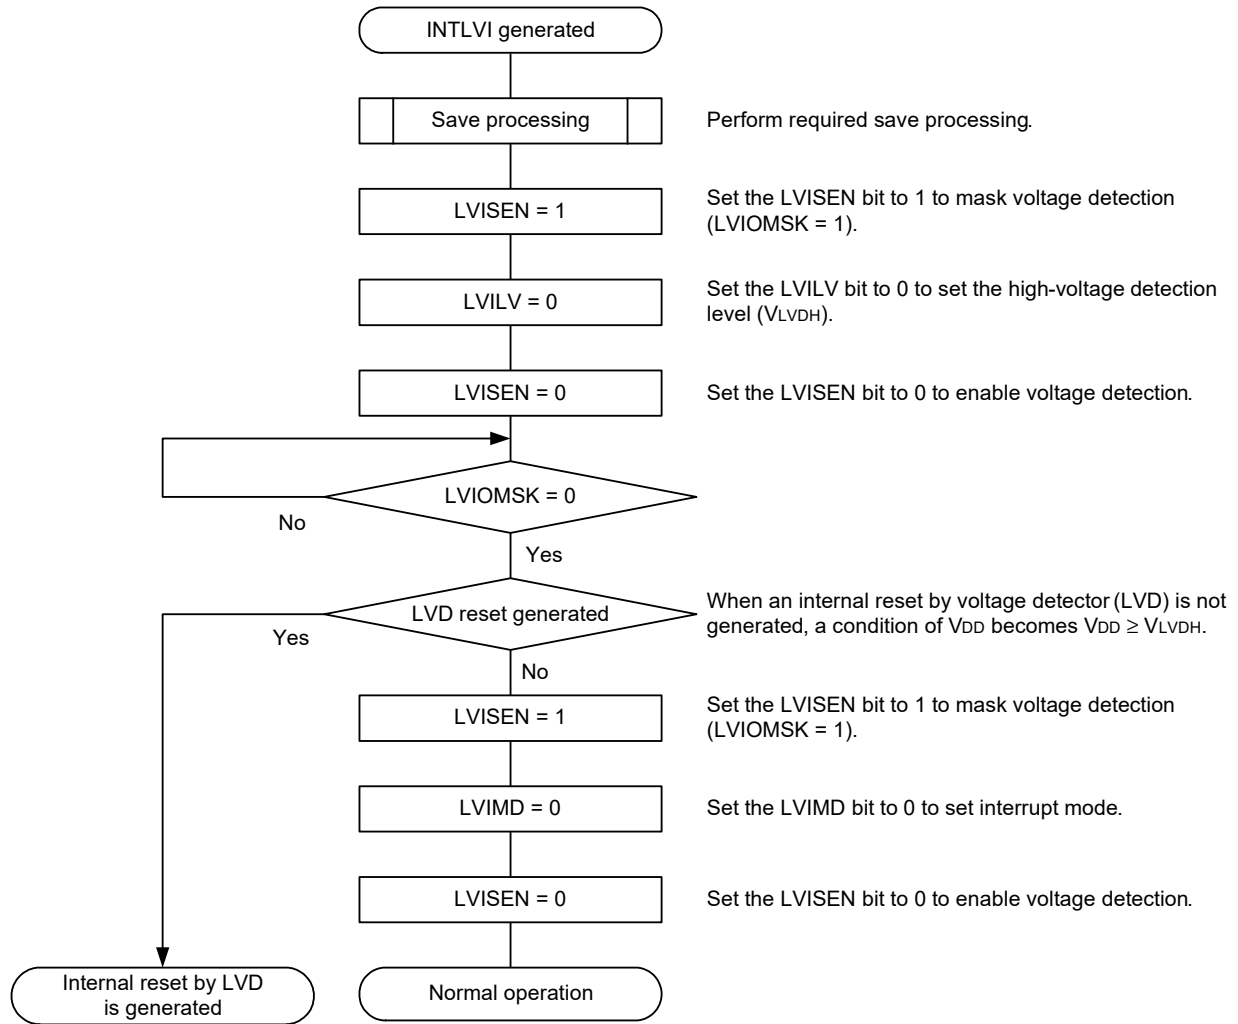 INTLVI generated
Save processing
Perform required save processing.
LVISEN = 1
Set the LVISEN bit to 1 to mask voltage detection
(LVIOMSK = 1).
LVILV = 0
Set the LVILV bit to 0 to set the high-voltage detection
level (VLVDH).
LVISEN = 0
Set the LVISEN bit to 0 to enable voltage detection.
LVIOMSK = 0
No
Yes
LVD reset generated
When an internal reset by voltage detector (LVD) is not
generated, a condition of VDD becomes VDD ≥ VLVDH.
Yes
No
LVISEN = 1
Set the LVISEN bit to 1 to mask voltage detection
(LVIOMSK = 1).
LVIMD = 0
Set the LVIMD bit to 0 to set interrupt mode.
LVISEN = 0
Set the LVISEN bit to 0 to enable voltage detection.
Internal reset by LVD
is generated
Normal operation